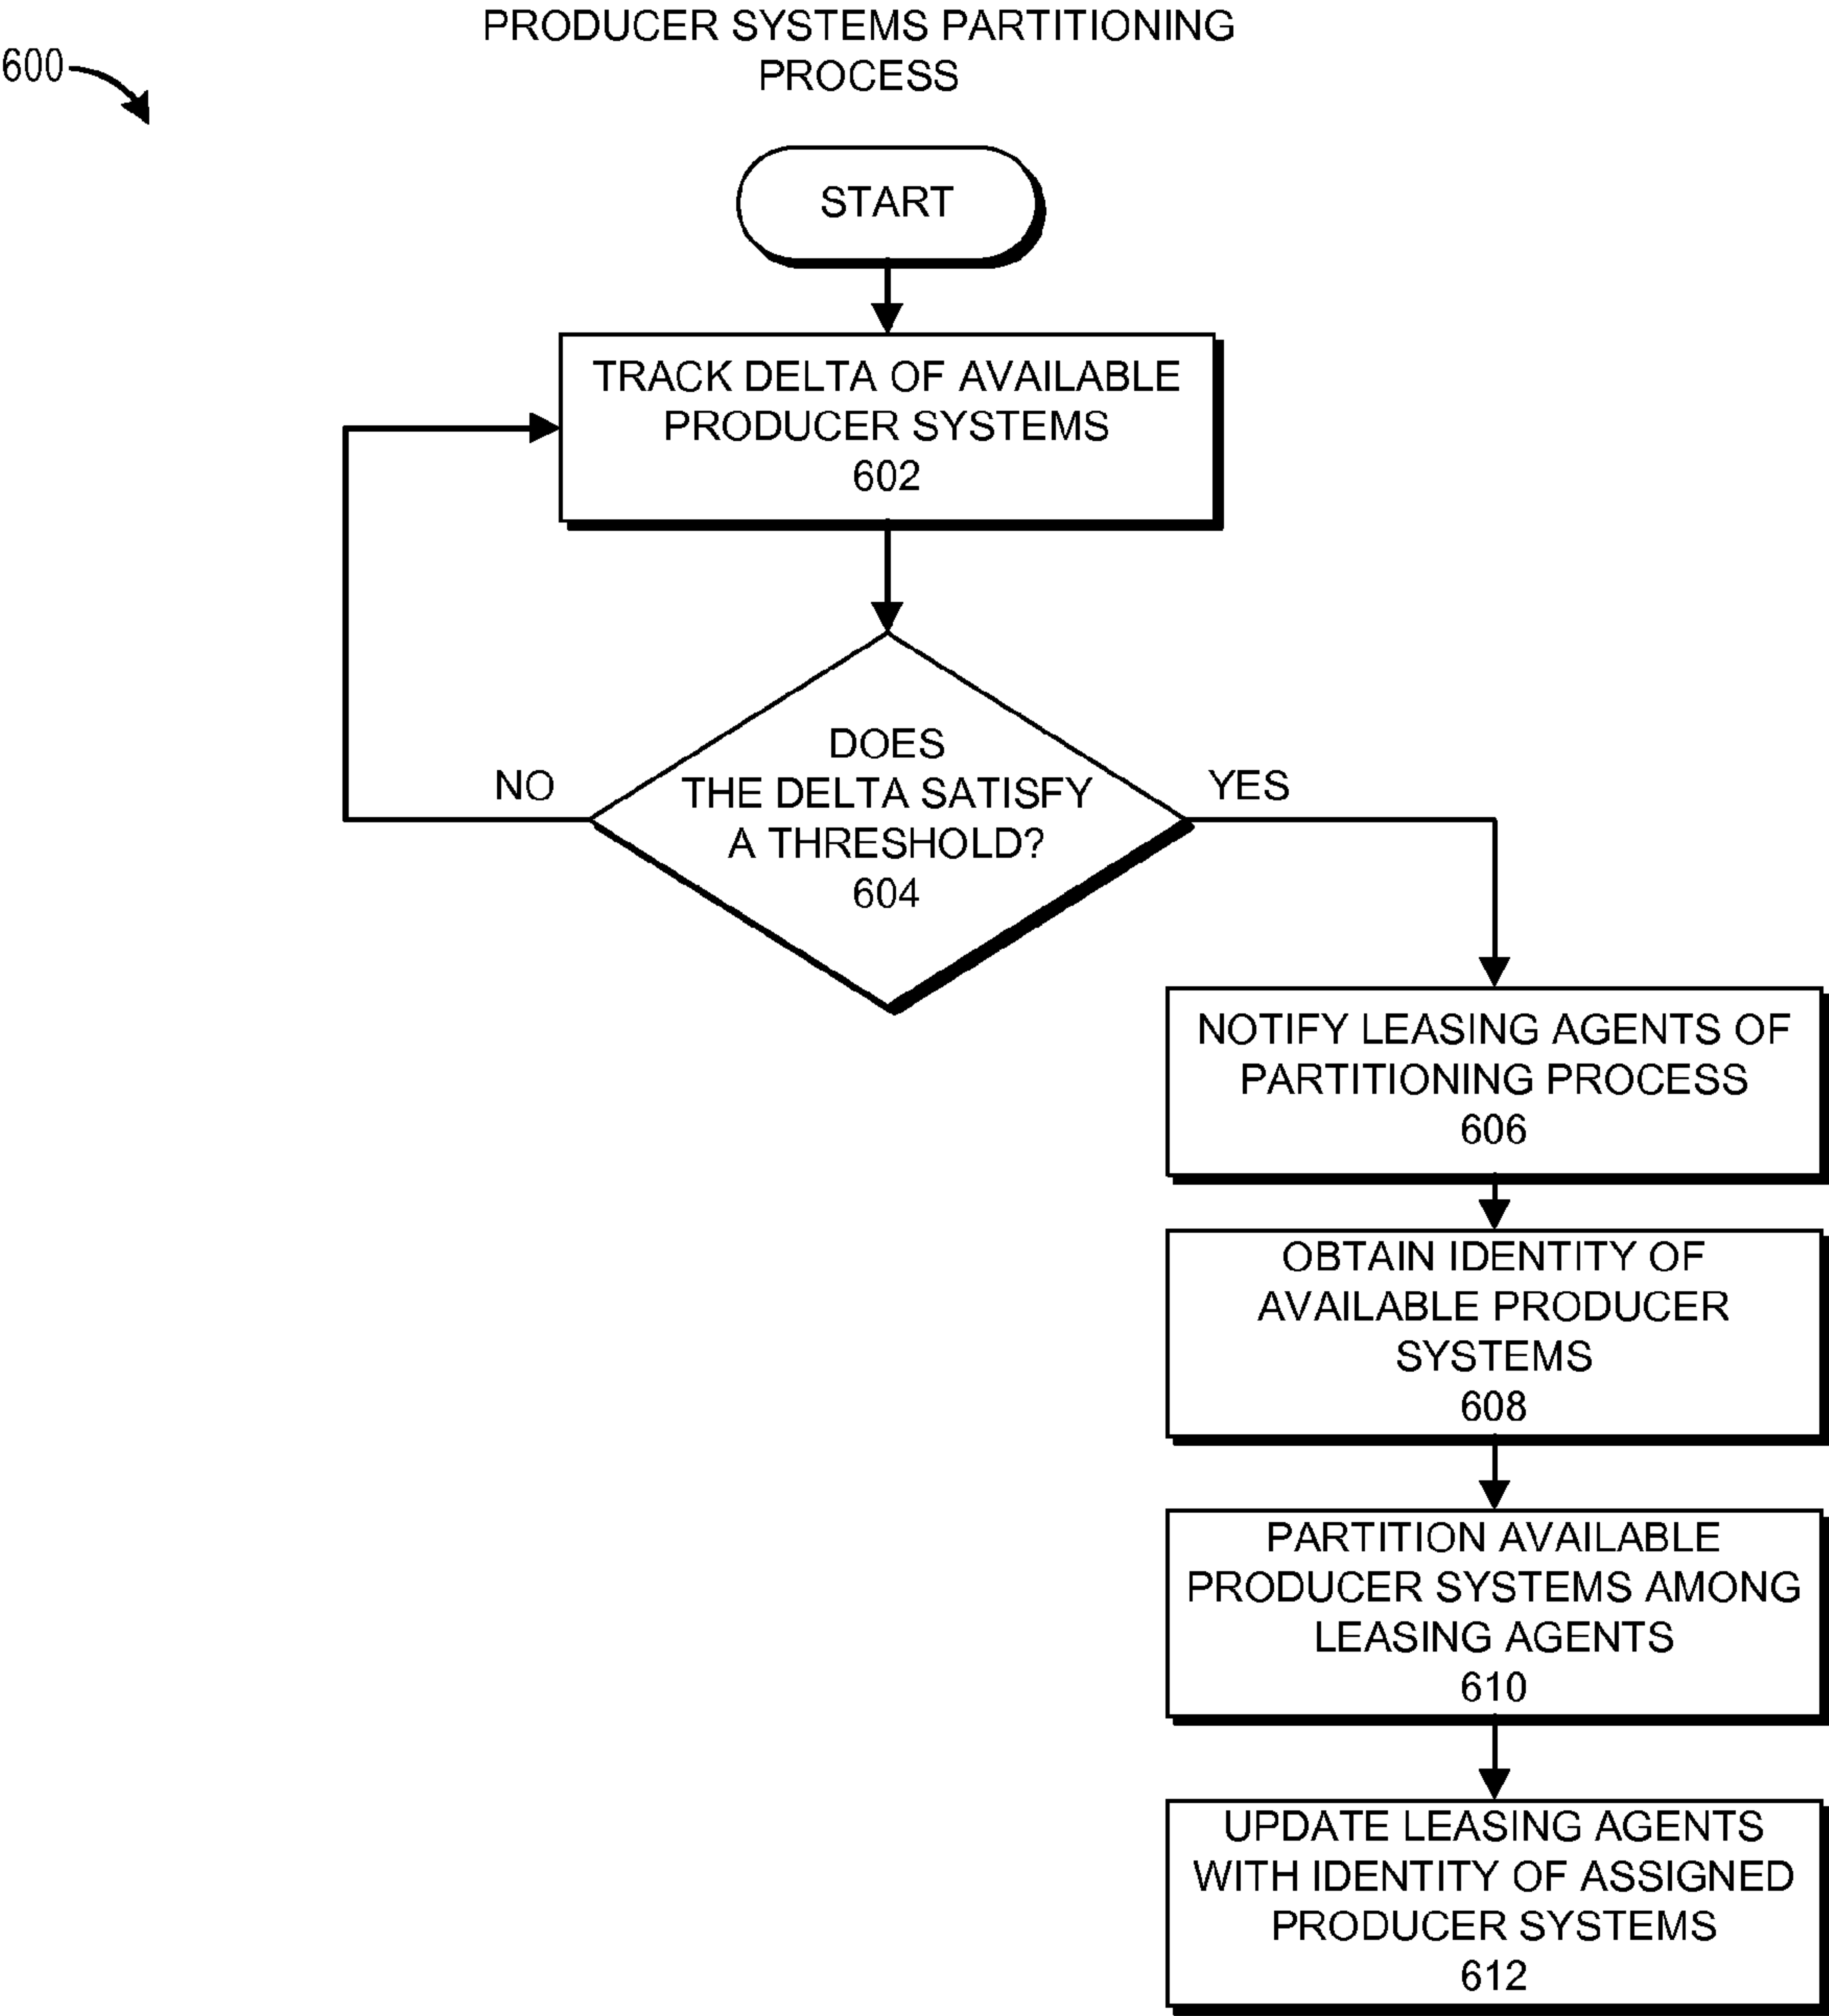 PRODUCER SYSTEMS PARTITIONING
PROCESS
600
START
TRACK DELTA OF AVAILABLE
PRODUCER SYSTEMS
602
DOES
THE DELTA SATISFY
A THRESHOLD?
604
NO
YES
NOTIFY LEASING AGENTS OF
PARTITIONING PROCESS
606
OBTAIN IDENTITY OF
AVAILABLE PRODUCER
SYSTEMS
608
PARTITION AVAILABLE
PRODUCER SYSTEMS AMONG
LEASING AGENTS
610
UPDATE LEASING AGENTS
WITH IDENTITY OF ASSIGNED
PRODUCER SYSTEMS
612